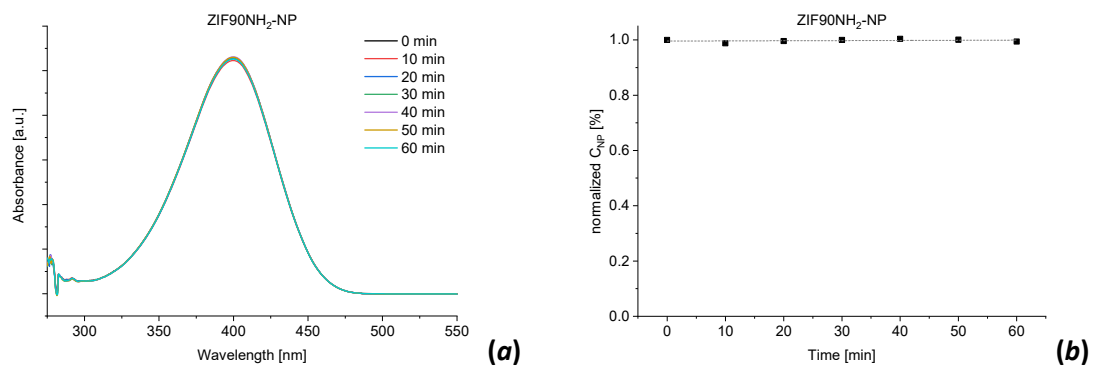 ZIF90NH₂-NP
0 min
10 min
20 min
30 min
40 min
50 min
60 min
Absorbance [a.u.]
300 350 400 450 500 550
Wavelength [nm]
(a)
ZIF90NH₂-NP
normalized C_NP [%]
1.0
0.8
0.6
0.4
0.2
0.0
0 10 20 30 40 50 60
Time [min]
(b)